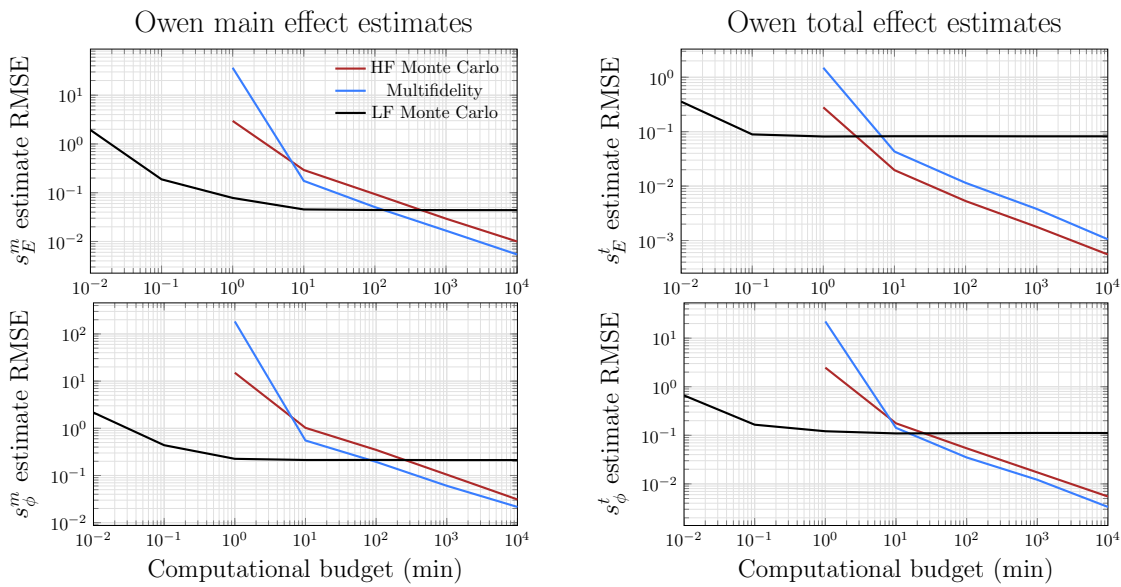 Owen main effect estimates
Owen total effect estimates
s_E^m estimate RMSE
10^1
10^0
10^−1
10^−2
HF Monte Carlo
Multifidelity
LF Monte Carlo
10^−2 10^−1 10^0 10^1 10^2 10^3 10^4
s_E^t estimate RMSE
10^0
10^−1
10^−2
10^−3
10^−2 10^−1 10^0 10^1 10^2 10^3 10^4
s_ϕ^m estimate RMSE
10^2
10^1
10^0
10^−1
10^−2
10^−2 10^−1 10^0 10^1 10^2 10^3 10^4
Computational budget (min)
s_ϕ^t estimate RMSE
10^1
10^0
10^−1
10^−2
10^−2 10^−1 10^0 10^1 10^2 10^3 10^4
Computational budget (min)